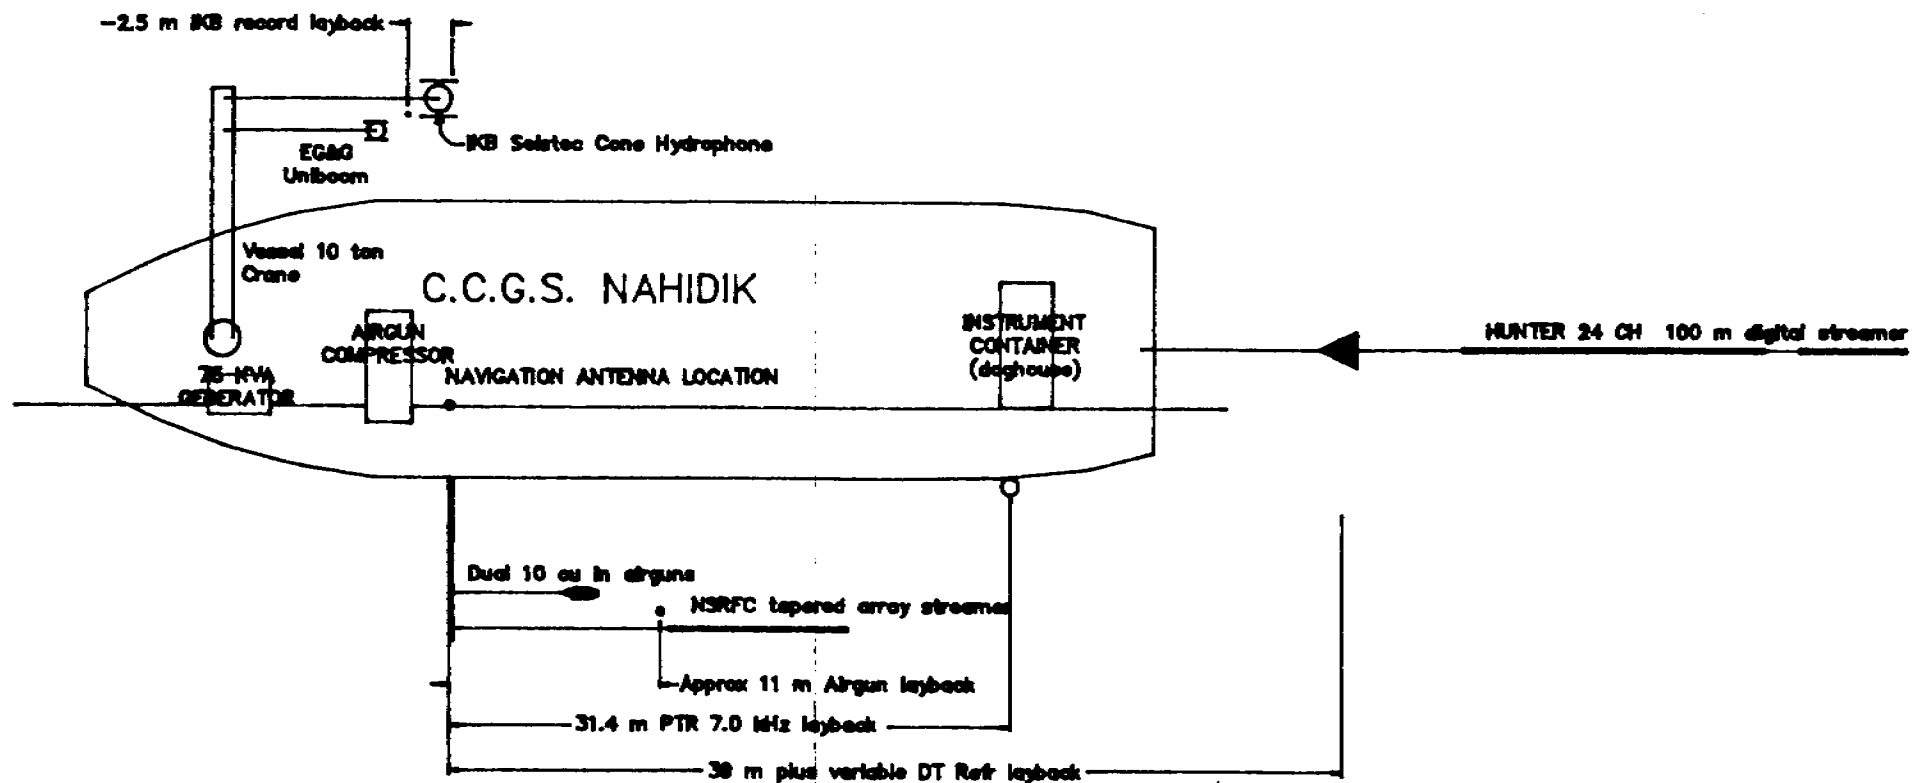 -2.5 m IKB record layback
IKB Seistec Cone Hydrophone
EG&G
Uniboom
Vessel 10 ton
Crane
C.C.G.S. NAHIDIK
AIRGUN
COMPRESSOR
INSTRUMENT
CONTAINER
(doghouse)
HUNTER 24 CH 100 m digital streamer
75 KVA
GENERATOR
NAVIGATION ANTENNA LOCATION
Dual 10 cu in airguns
NSRFC tapered array streamer
Approx 11 m Airgun layback
31.4 m PTR 7.0 kHz layback
m plus variable DT Refr layback